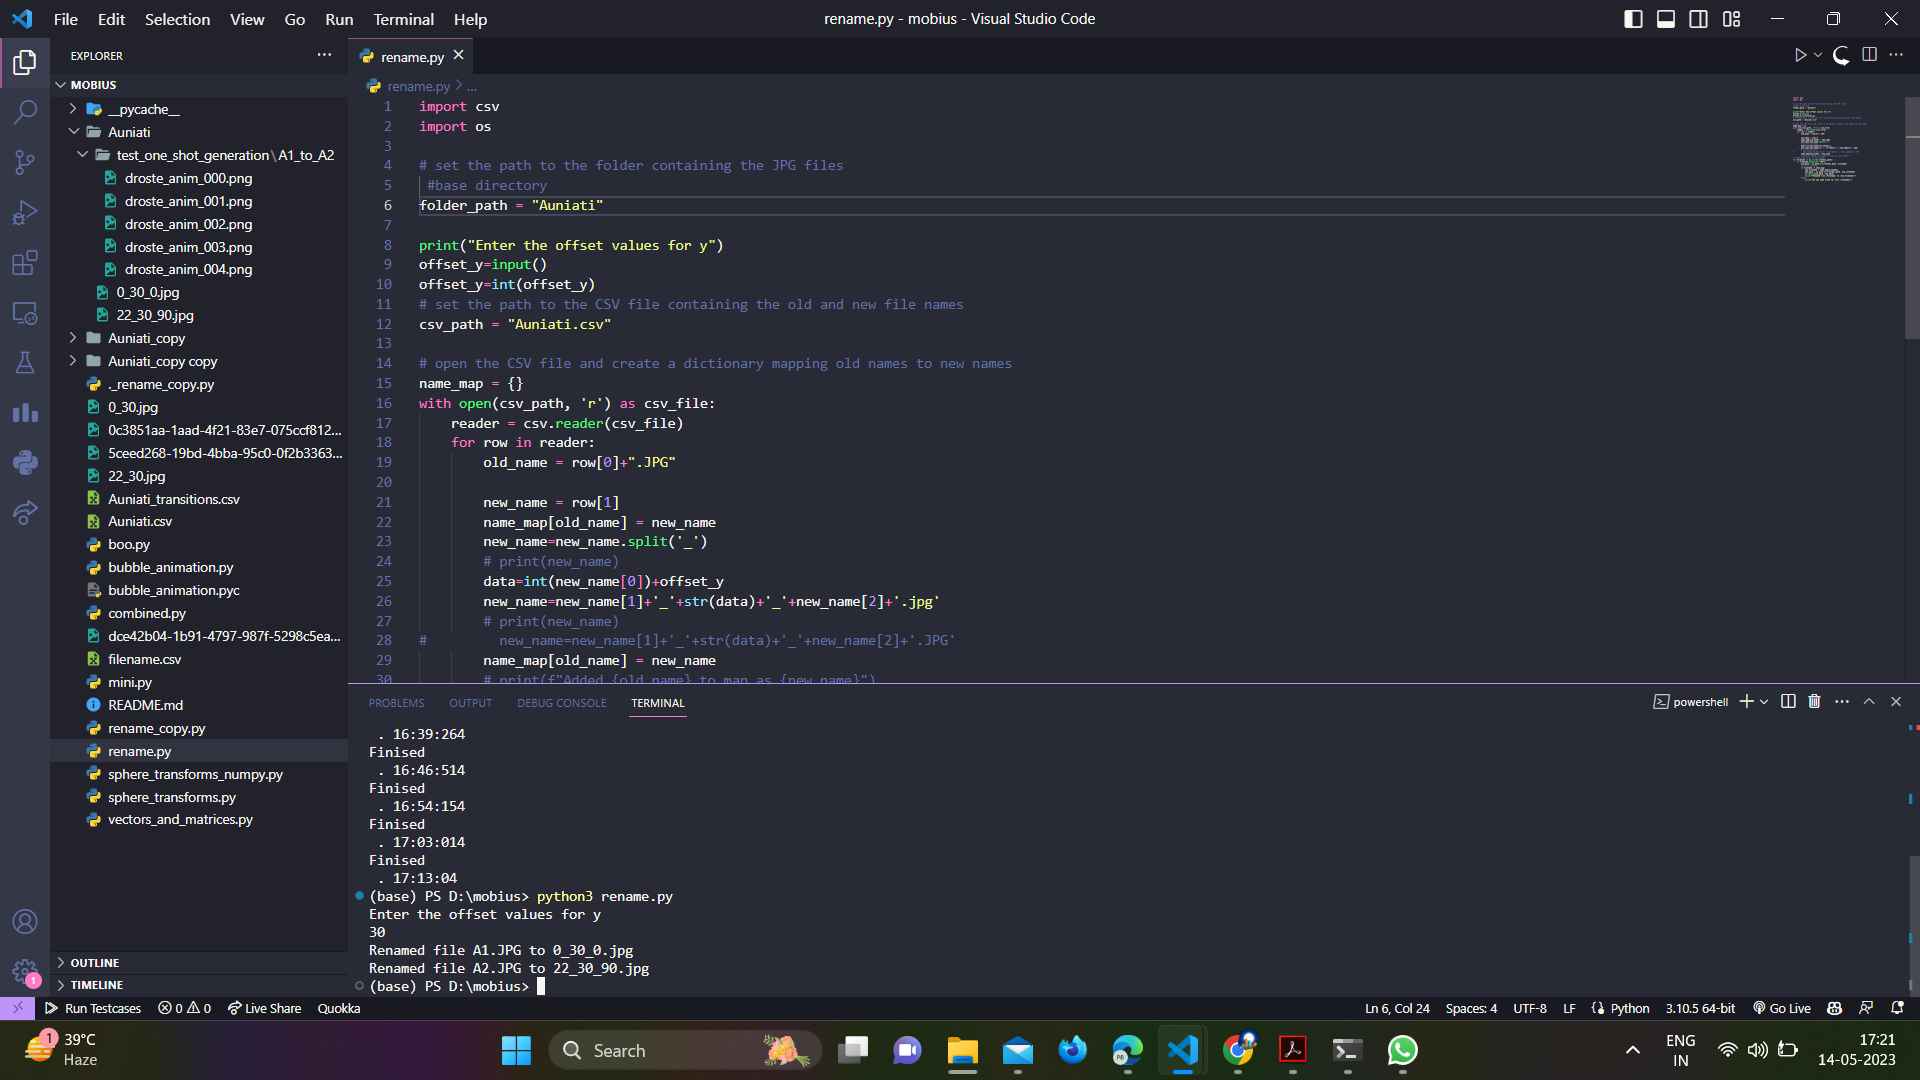 File Edit Selection View Go Run Terminal Help
rename.py - mobius - Visual Studio Code
EXPLORER
MOBIUS
__pycache__
Auniati
test_one_shot_generation\A1_to_A2
droste_anim_000.png
droste_anim_001.png
droste_anim_002.png
droste_anim_003.png
droste_anim_004.png
0_30_0.jpg
22_30_90.jpg
Auniati_copy
Auniati_copy copy
._rename_copy.py
0_30.jpg
0c3851aa-1aad-4f21-83e7-075ccf812...
5ceed268-19bd-4bba-95c0-0f2b3363...
22_30.jpg
Auniati_transitions.csv
Auniati.csv
boo.py
bubble_animation.py
bubble_animation.pyc
combined.py
dce42b04-1b91-4797-987f-5298c5ea...
filename.csv
mini.py
README.md
rename_copy.py
rename.py
sphere_transforms_numpy.py
sphere_transforms.py
vectors_and_matrices.py
OUTLINE
TIMELINE
rename.py
rename.py > ...
1 import csv
2 import os
3
4 # set the path to the folder containing the JPG files
5 #base directory
6 folder_path = "Auniati"
7
8 print("Enter the offset values for y")
9 offset_y=input()
10 offset_y=int(offset_y)
11 # set the path to the CSV file containing the old and new file names
12 csv_path = "Auniati.csv"
13
14 # open the CSV file and create a dictionary mapping old names to new names
15 name_map = {}
16 with open(csv_path, 'r') as csv_file:
17 reader = csv.reader(csv_file)
18 for row in reader:
19 old_name = row[0]+".JPG"
20
21 new_name = row[1]
22 name_map[old_name] = new_name
23 new_name=new_name.split('_')
24 # print(new_name)
25 data=int(new_name[0])+offset_y
26 new_name=new_name[1]+'_'+str(data)+'_'+new_name[2]+'.jpg'
27 # print(new_name)
28 # new_name=new_name[1]+'_'+str(data)+'_'+new_name[2]+'.JPG'
29 name_map[old_name] = new_name
30 # print(f"Added {old_name} to map as {new_name}")
PROBLEMS OUTPUT DEBUG CONSOLE TERMINAL
powershell
. 16:39:264
Finised
. 16:46:514
Finised
. 16:54:154
Finised
. 17:03:014
Finised
. 17:13:04
(base) PS D:\mobius> python3 rename.py
Enter the offset values for y
30
Renamed file A1.JPG to 0_30_0.jpg
Renamed file A2.JPG to 22_30_90.jpg
(base) PS D:\mobius>
1
Run Testcases 0 0 Live Share Quokka
Ln 6, Col 24 Spaces: 4 UTF-8 LF Python 3.10.5 64-bit Go Live
1
39°C
Haze
Search
PB
ENG
IN
17:21
14-05-2023